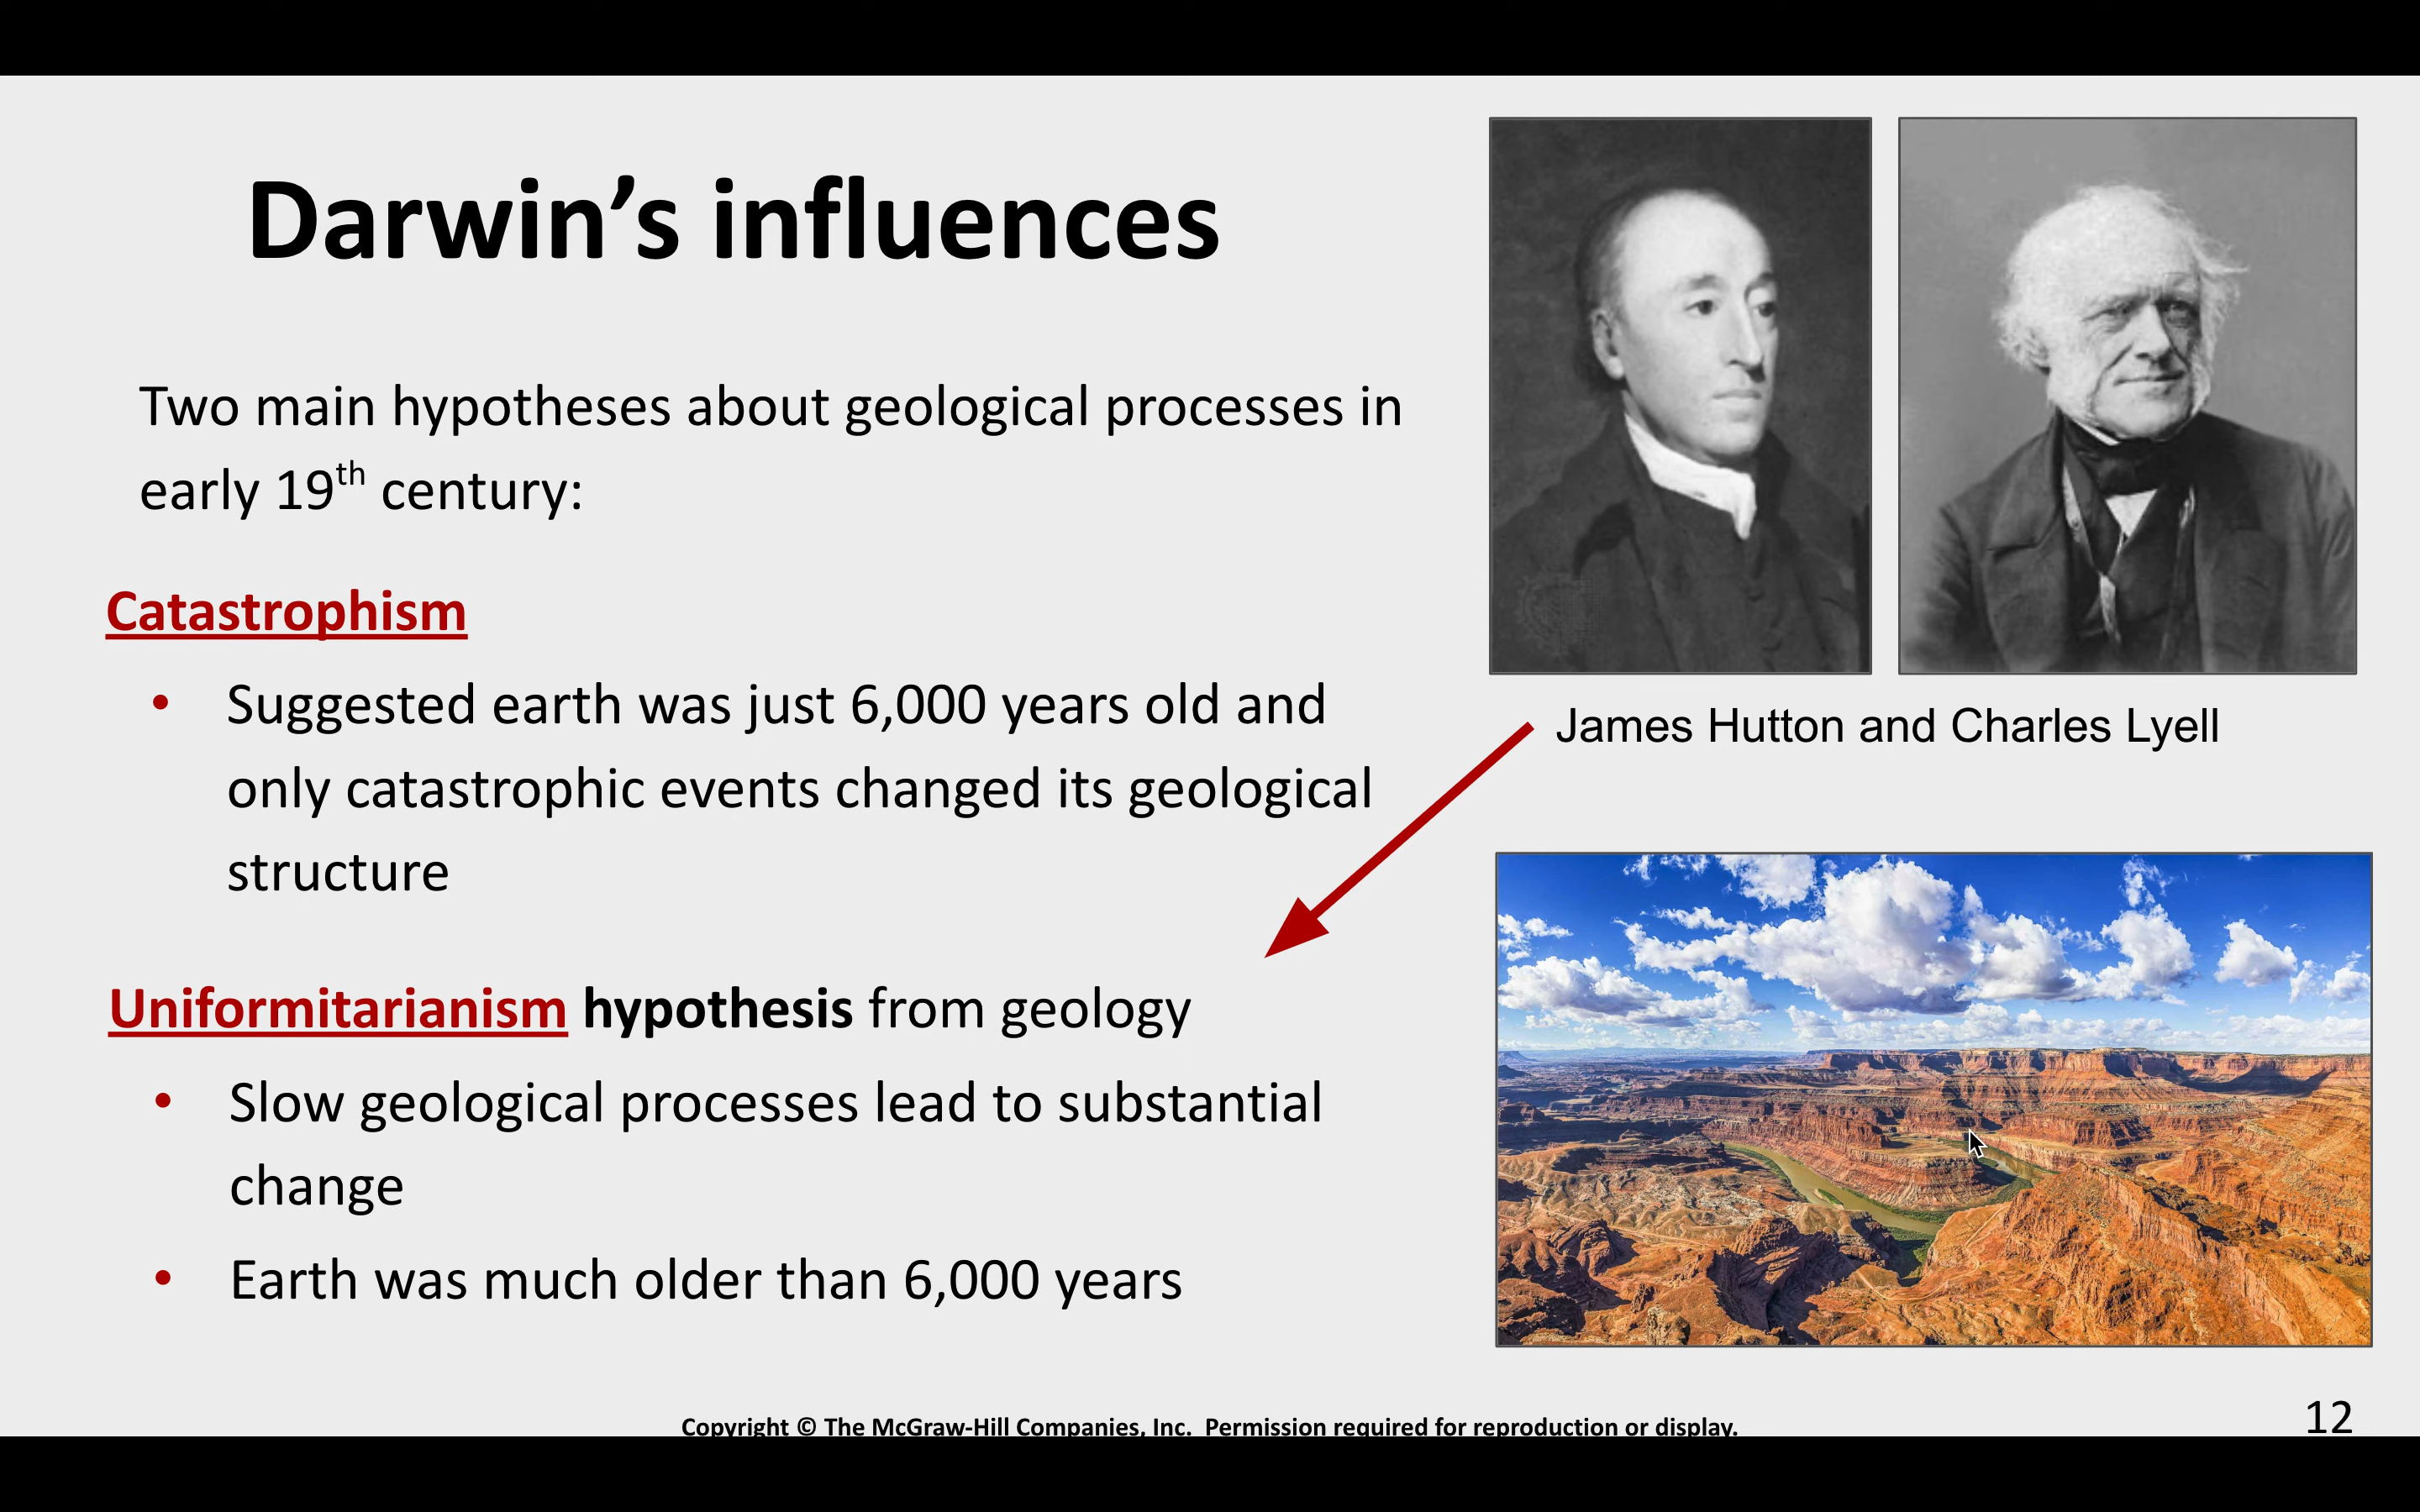 Darwin’s influences
Two main hypotheses about geological processes in
early 19th century:
Catastrophism
• Suggested earth was just 6,000 years old and
only catastrophic events changed its geological
structure
Uniformitarianism hypothesis from geology
• Slow geological processes lead to substantial
change
• Earth was much older than 6,000 years
James Hutton and Charles Lyell
Copyright © The McGraw-Hill Companies, Inc. Permission required for reproduction or display.
12